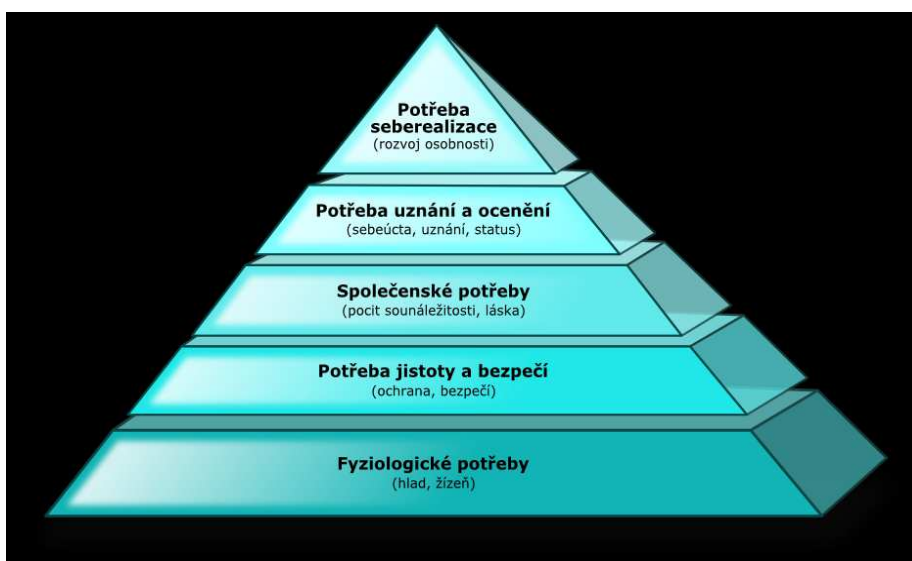 Potřeba
seberealizace
(rozvoj osobnosti)
Potřeba uznání a ocenění
(sebeúcta, uznání, status)
Společenské potřeby
(pocit sounáležitosti, láska)
Potřeba jistoty a bezpečí
(ochrana, bezpečí)
Fyziologické potřeby
(hlad, žízeň)